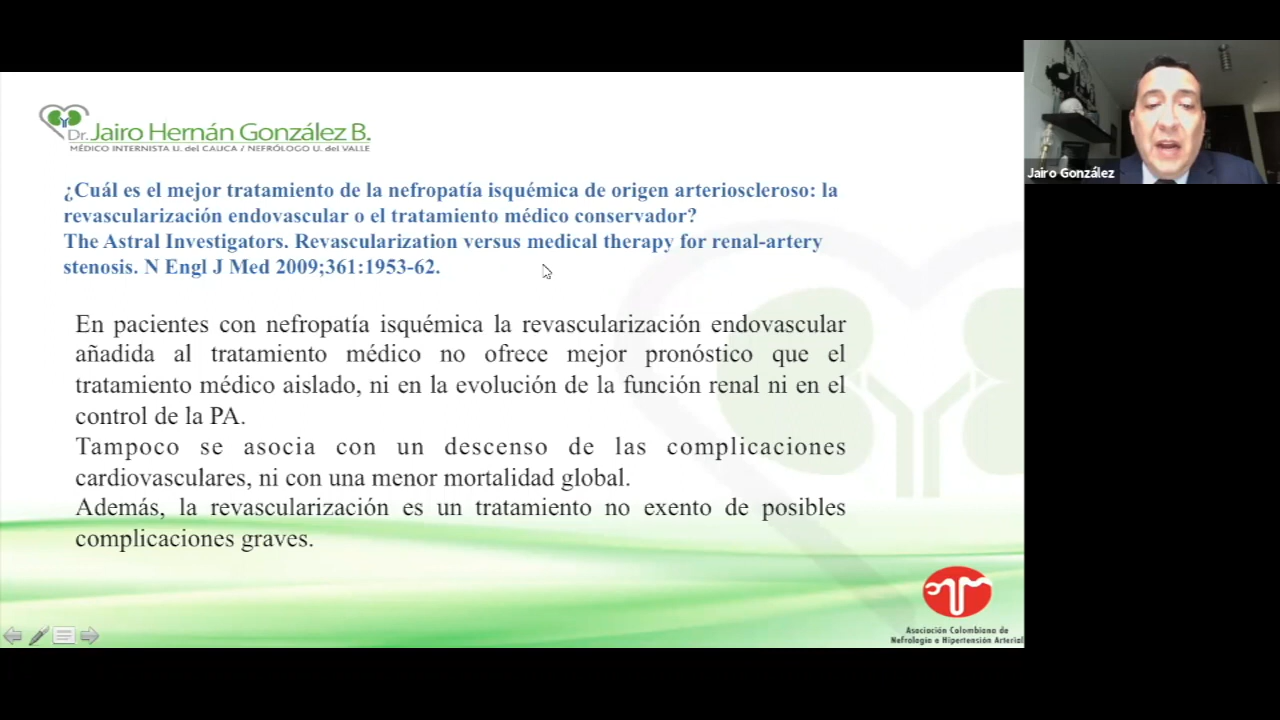 Dr. Jairo Hernán González B.
MÉDICO INTERNISTA U. del CAUCA / NEFRÓLOGO U. del VALLE
Jairo González
¿Cuál es el mejor tratamiento de la nefropatía isquémica de origen arterioscleroso: la
revascularización endovascular o el tratamiento médico conservador?
The Astral Investigators. Revascularization versus medical therapy for renal-artery
stenosis. N Engl J Med 2009;361:1953-62.
En pacientes con nefropatía isquémica la revascularización endovascular
añadida al tratamiento médico no ofrece mejor pronóstico que el
tratamiento médico aislado, ni en la evolución de la función renal ni en el
control de la PA.
Tampoco se asocia con un descenso de las complicaciones
cardiovasculares, ni con una menor mortalidad global.
Además, la revascularización es un tratamiento no exento de posibles
complicaciones graves.
Asociación Colombiana de
Nefrología e Hipertensión Arterial